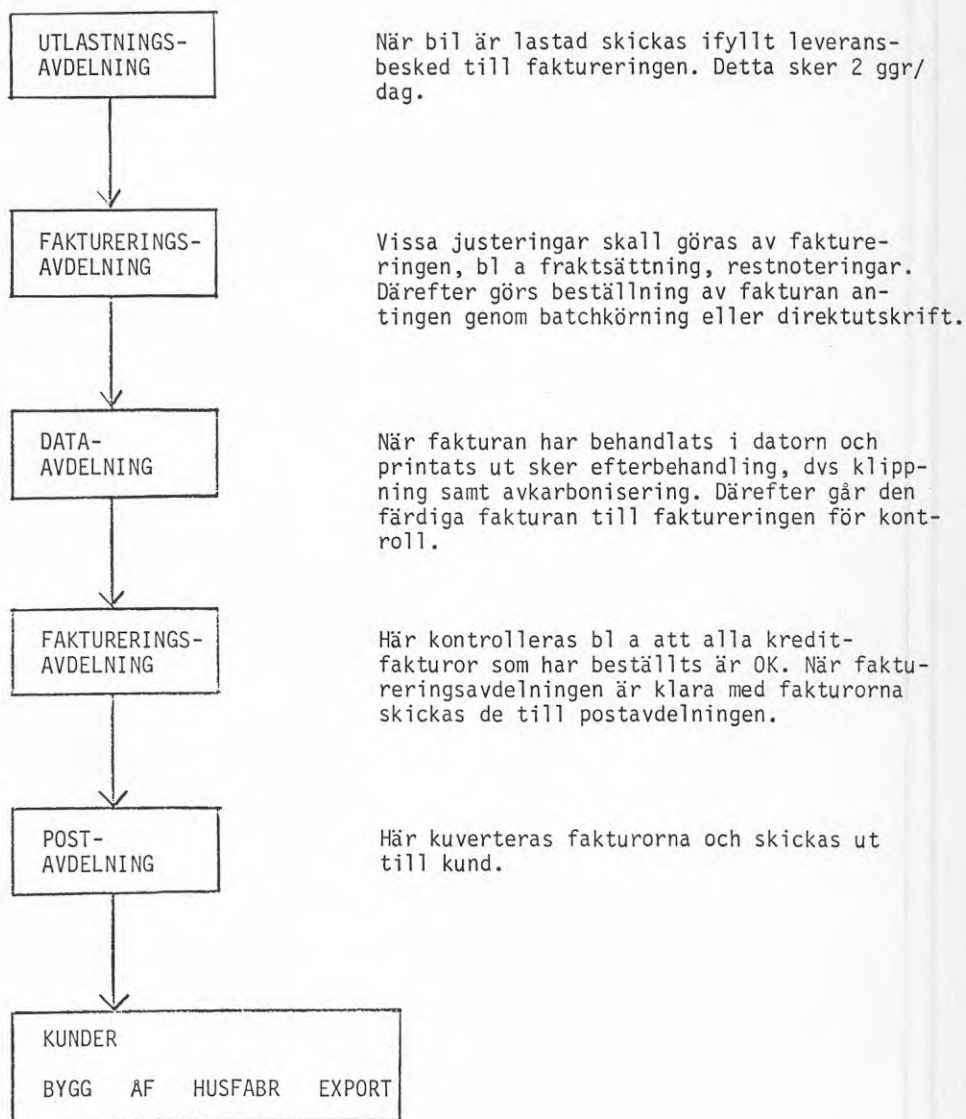 UTLASTNINGS-
AVDELNING
När bil är lastad skickas ifyllt leverans-
besked till faktureringen. Detta sker 2 ggr/
dag.
FAKTURERINGS-
AVDELNING
Vissa justeringar skall göras av fakture-
ringen, bl a fraktsättning, restnoteringar.
Därefter görs beställning av fakturan an-
tingen genom batchkörning eller direktutskrift.
DATA-
AVDELNING
När fakturan har behandlats i datorn och
printats ut sker efterbehandling, dvs klipp-
ning samt avkarbonisering. Därefter går den
färdiga fakturan till faktureringen för kont-
roll.
FAKTURERINGS-
AVDELNING
Här kontrolleras bl a att alla kredit-
fakturor som har beställts är OK. När faktu-
reringsavdelningen är klara med fakturorna
skickas de till postavdelningen.
POST-
AVDELNING
Här kuverteras fakturorna och skickas ut
till kund.
KUNDER
BYGG ÅF HUSFABR EXPORT